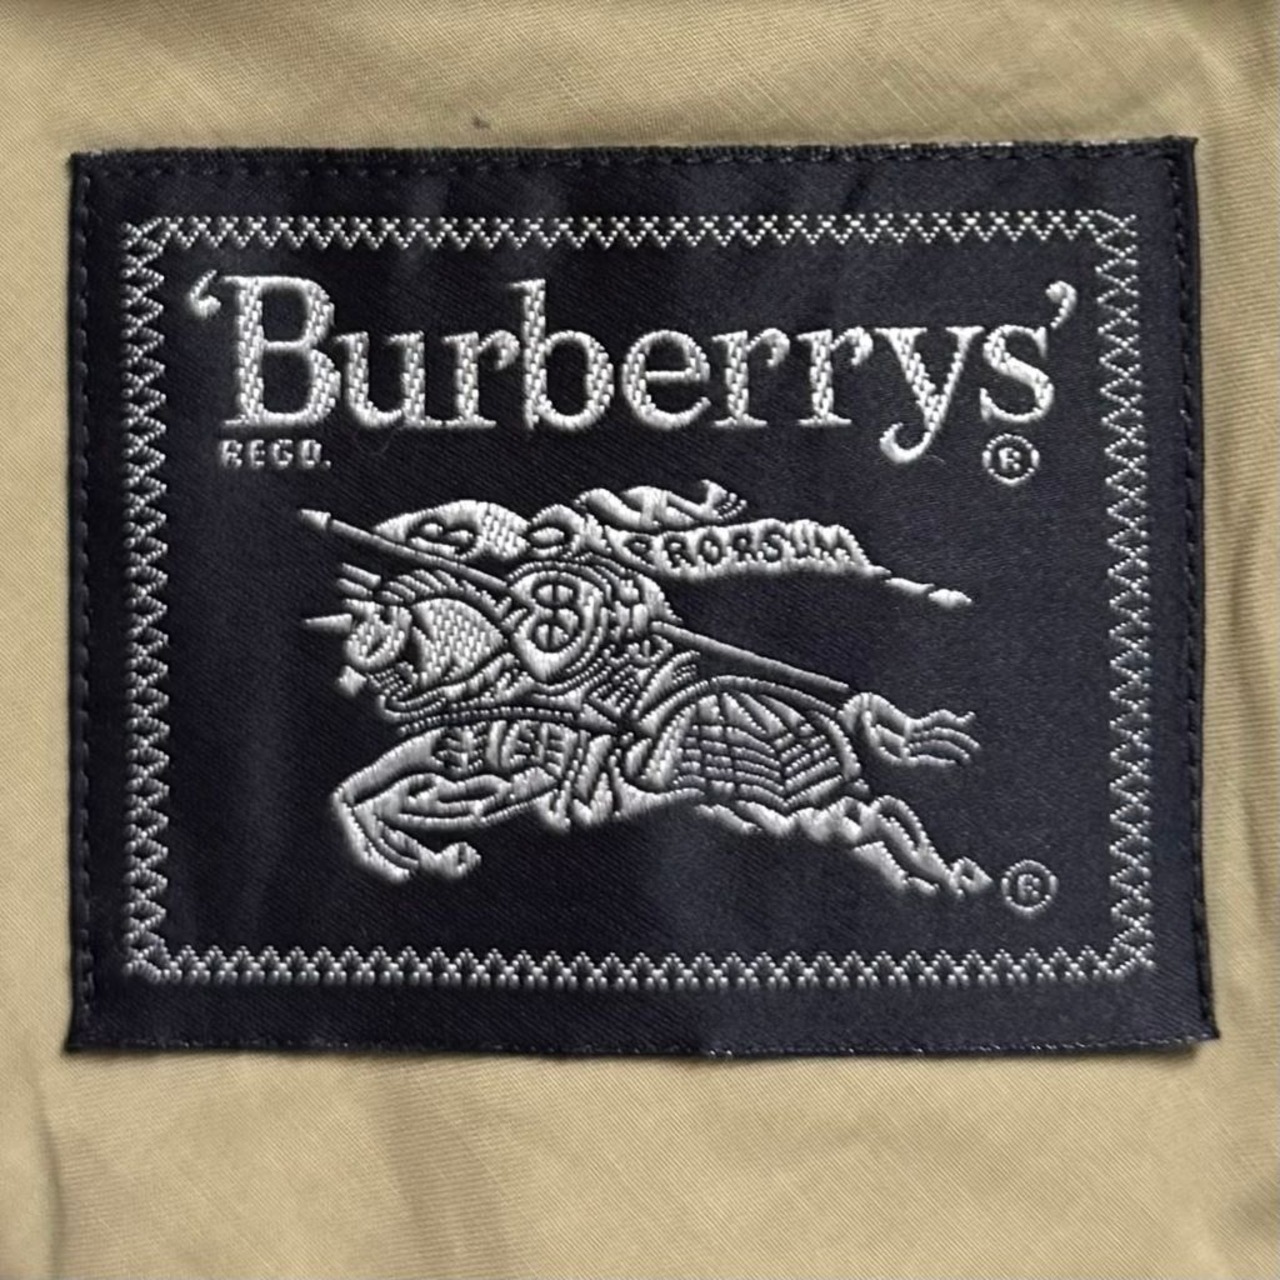 ‘Burberrys’
REGD. ®
B PRORSUM
®